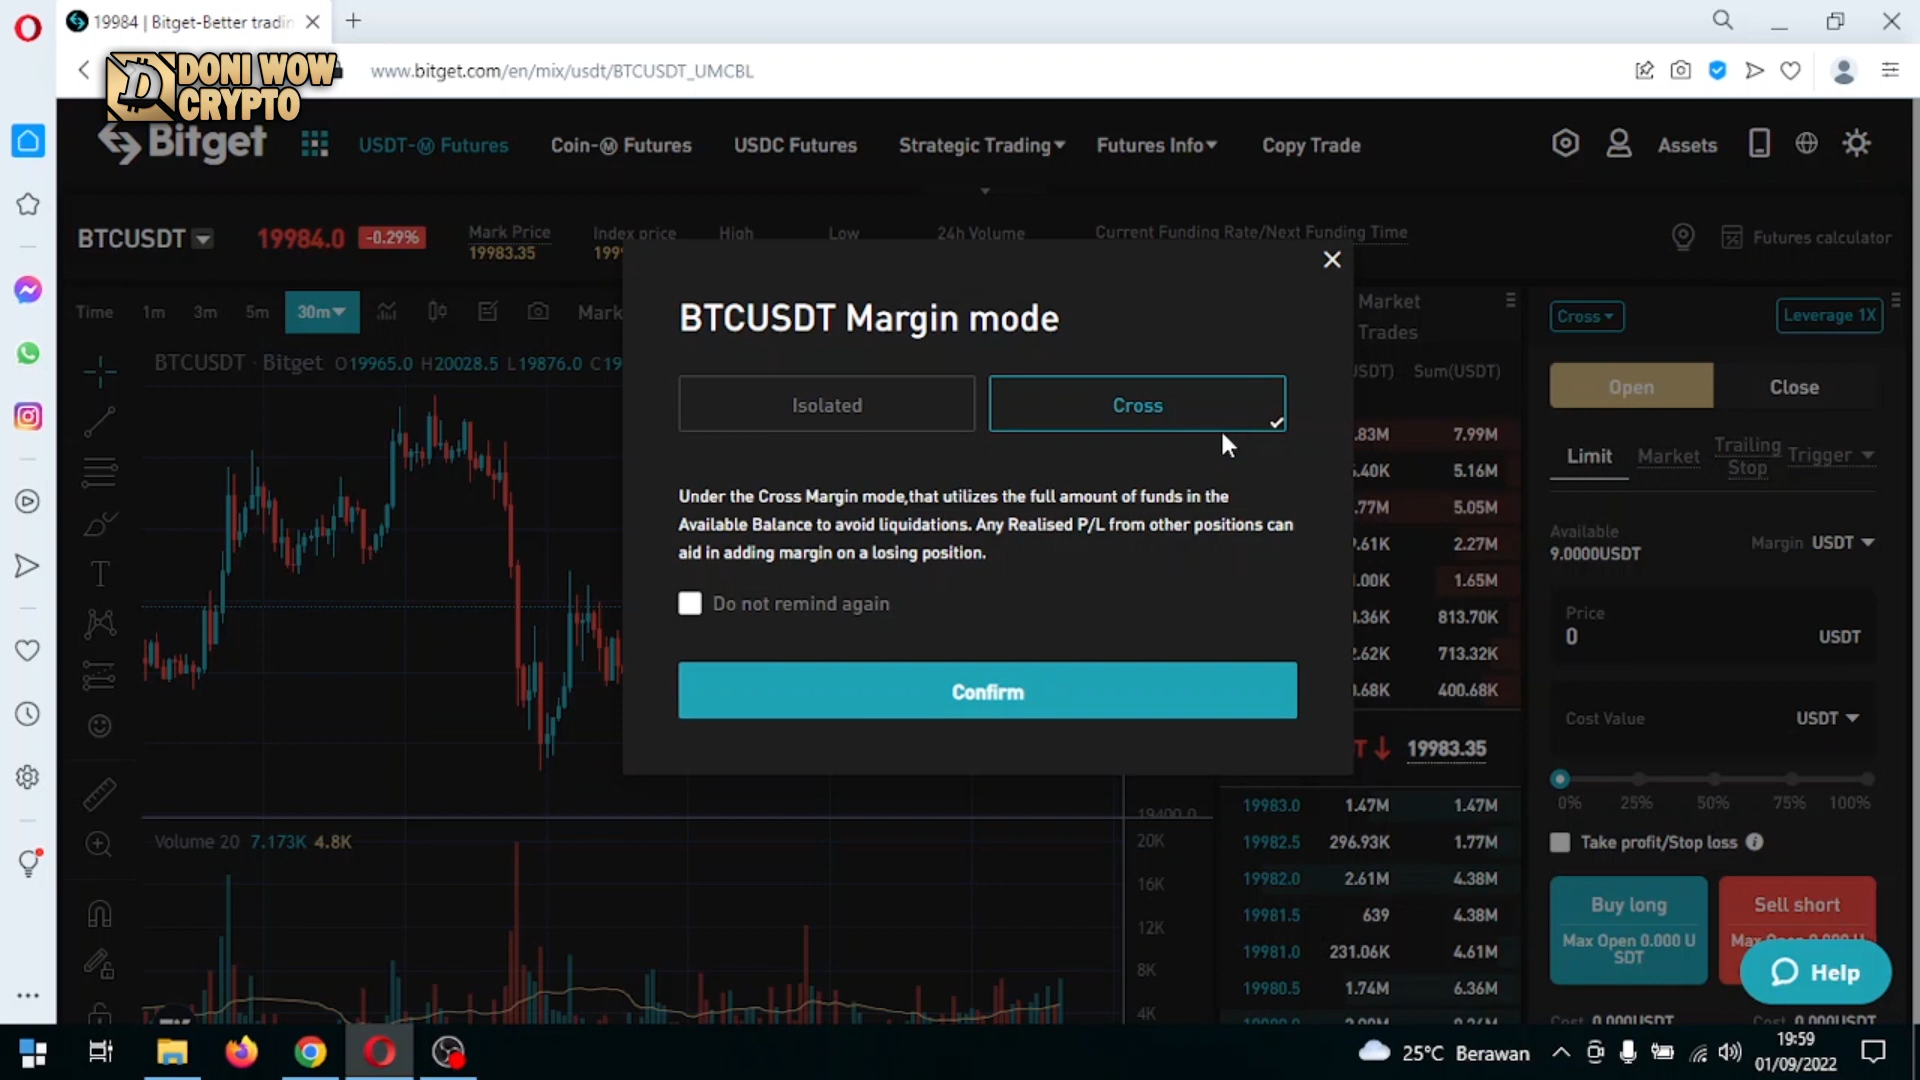 19984 | Bitget-Better tradin
DONI WOW
CRYPTO
www.bitget.com/en/mix/usdt/BTCUSDT_UMCBL
Bitget
USDT-Ⓜ Futures
Coin-Ⓜ Futures
USDC Futures
Strategic Trading
Futures Info
Copy Trade
Assets
BTCUSDT
19984.0
-0.29%
Mark Price
19983.35
Index price
High
Low
24h Volume
Current Funding Rate/Next Funding Time
Futures calculator
Time
1m
3m
5m
30m
Mark
BTCUSDT · Bitget O19965.0 H20028.5 L19876.0 C19
BTCUSDT Margin mode
Isolated
Cross
Under the Cross Margin mode,that utilizes the full amount of funds in the
Available Balance to avoid liquidations. Any Realised P/L from other positions can
aid in adding margin on a losing position.
Do not remind again
Confirm
Market
Trades
Sum(USDT)
7.99M
5.16M
5.05M
2.27M
1.65M
813.70K
713.32K
400.68K
19983.35
19983.0 1.47M 1.47M
19982.5 296.93K 1.77M
19982.0 2.61M 4.38M
19981.5 639 4.38M
19981.0 231.06K 4.61M
19980.5 1.74M 6.36M
Cross
Leverage 1X
Open
Close
Limit
Market
Trailing
Stop
Trigger
Available
9.0000USDT
Margin USDT
Price
0
USDT
Cost Value
USDT
0% 25% 50% 75% 100%
Take profit/Stop loss
Buy long
Max Open 0.000 U
SDT
Sell short
Help
Volume 20 7.173K 4.8K
19400.0
20K
16K
12K
8K
4K
Cost 0.000USDT
Cost 0.000USDT
25°C Berawan
19:59
01/09/2022